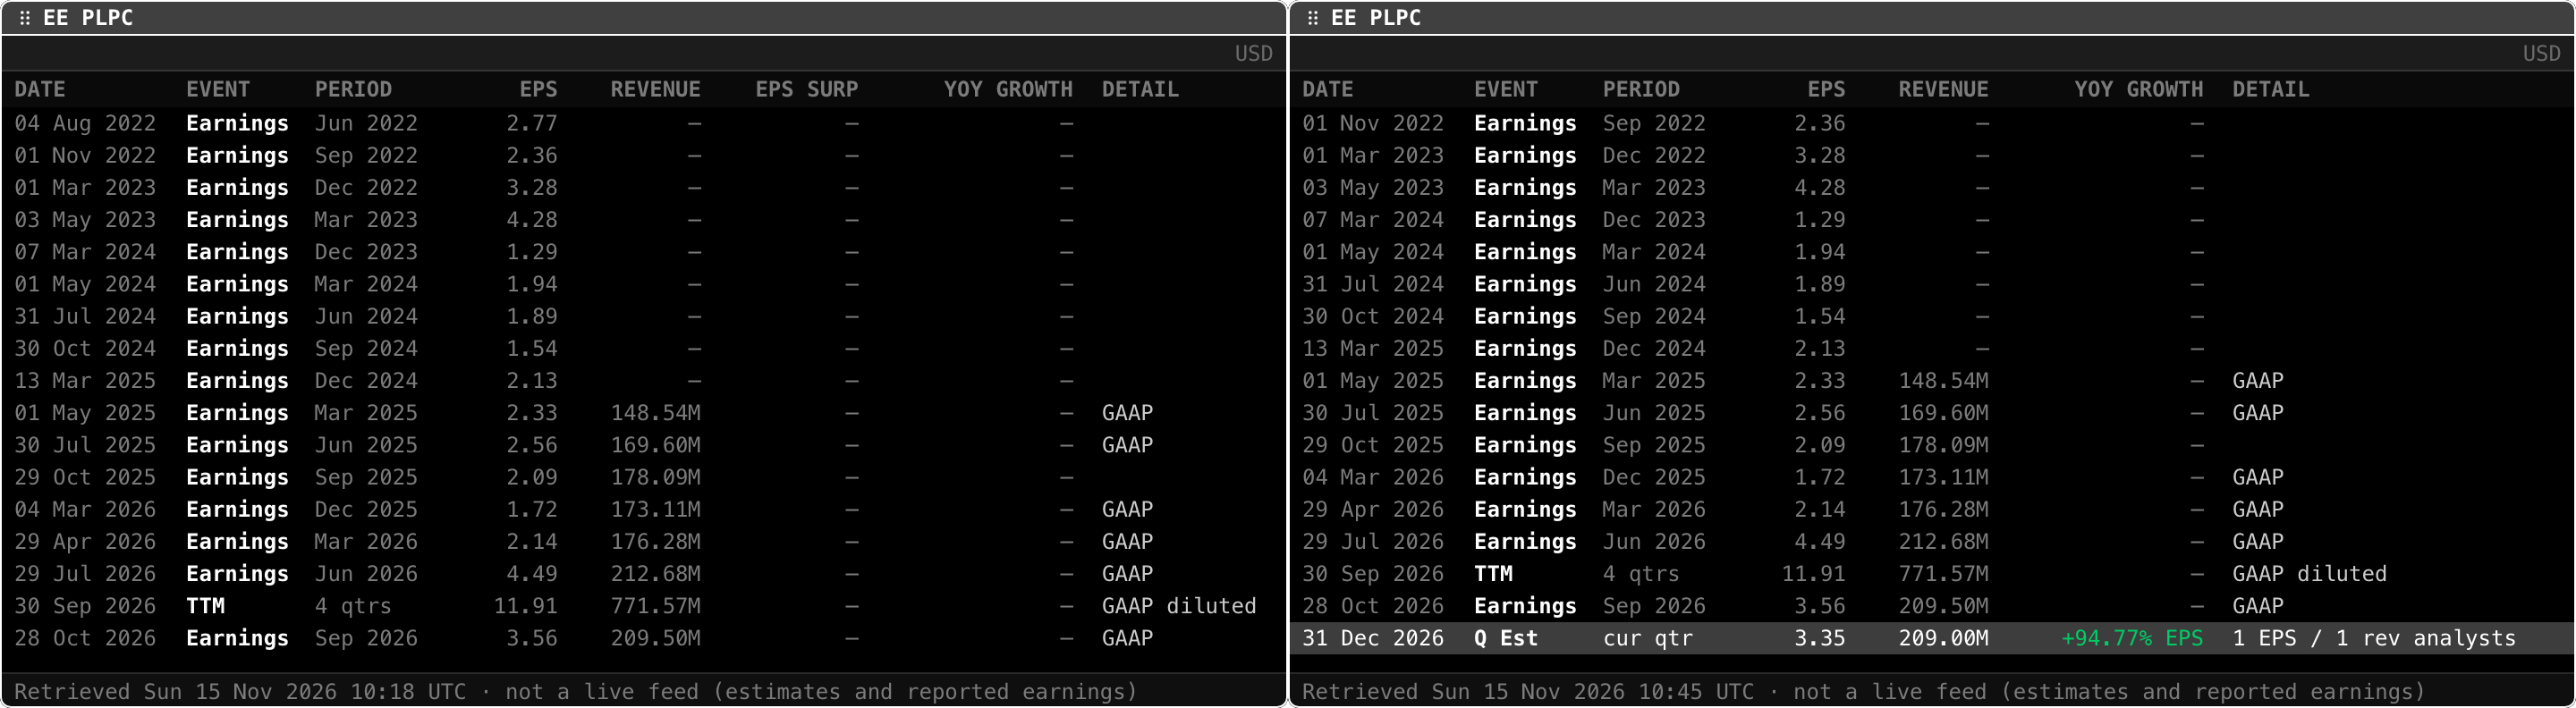 EE PLPC
USD
DATE EVENT PERIOD EPS REVENUE EPS SURP YOY GROWTH DETAIL
04 Aug 2022 Earnings Jun 2022 2.77 — — —
01 Nov 2022 Earnings Sep 2022 2.36 — — —
01 Mar 2023 Earnings Dec 2022 3.28 — — —
03 May 2023 Earnings Mar 2023 4.28 — — —
07 Mar 2024 Earnings Dec 2023 1.29 — — —
01 May 2024 Earnings Mar 2024 1.94 — — —
31 Jul 2024 Earnings Jun 2024 1.89 — — —
30 Oct 2024 Earnings Sep 2024 1.54 — — —
13 Mar 2025 Earnings Dec 2024 2.13 — — —
01 May 2025 Earnings Mar 2025 2.33 148.54M — — GAAP
30 Jul 2025 Earnings Jun 2025 2.56 169.60M — — GAAP
29 Oct 2025 Earnings Sep 2025 2.09 178.09M — —
04 Mar 2026 Earnings Dec 2025 1.72 173.11M — — GAAP
29 Apr 2026 Earnings Mar 2026 2.14 176.28M — — GAAP
29 Jul 2026 Earnings Jun 2026 4.49 212.68M — — GAAP
30 Sep 2026 TTM 4 qtrs 11.91 771.57M — — GAAP diluted
28 Oct 2026 Earnings Sep 2026 3.56 209.50M — — GAAP
Retrieved Sun 15 Nov 2026 10:18 UTC · not a live feed (estimates and reported earnings)
EE PLPC
USD
DATE EVENT PERIOD EPS REVENUE YOY GROWTH DETAIL
01 Nov 2022 Earnings Sep 2022 2.36 — —
01 Mar 2023 Earnings Dec 2022 3.28 — —
03 May 2023 Earnings Mar 2023 4.28 — —
07 Mar 2024 Earnings Dec 2023 1.29 — —
01 May 2024 Earnings Mar 2024 1.94 — —
31 Jul 2024 Earnings Jun 2024 1.89 — —
30 Oct 2024 Earnings Sep 2024 1.54 — —
13 Mar 2025 Earnings Dec 2024 2.13 — —
01 May 2025 Earnings Mar 2025 2.33 148.54M — GAAP
30 Jul 2025 Earnings Jun 2025 2.56 169.60M — GAAP
29 Oct 2025 Earnings Sep 2025 2.09 178.09M —
04 Mar 2026 Earnings Dec 2025 1.72 173.11M — GAAP
29 Apr 2026 Earnings Mar 2026 2.14 176.28M — GAAP
29 Jul 2026 Earnings Jun 2026 4.49 212.68M — GAAP
30 Sep 2026 TTM 4 qtrs 11.91 771.57M — GAAP diluted
28 Oct 2026 Earnings Sep 2026 3.56 209.50M — GAAP
31 Dec 2026 Q Est cur qtr 3.35 209.00M +94.77% EPS 1 EPS / 1 rev analysts
Retrieved Sun 15 Nov 2026 10:45 UTC · not a live feed (estimates and reported earnings)